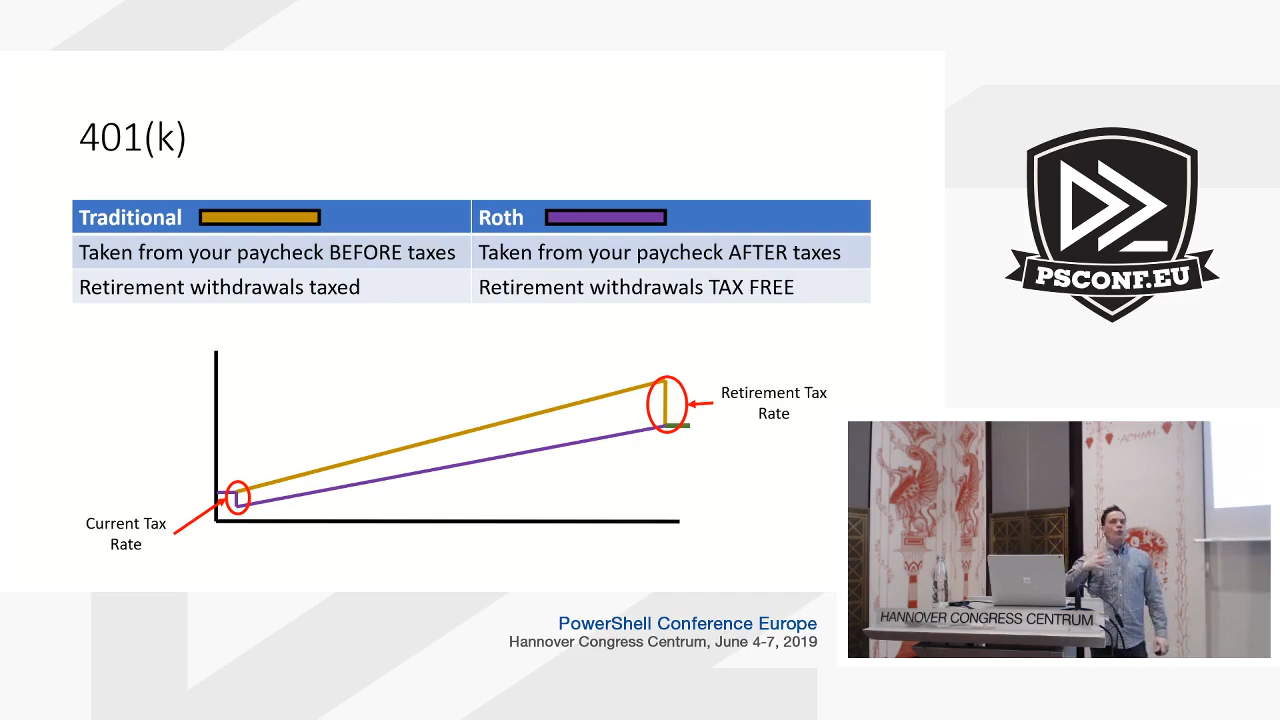 401(k)
Traditional
Roth
Taken from your paycheck BEFORE taxes
Taken from your paycheck AFTER taxes
Retirement withdrawals taxed
Retirement withdrawals TAX FREE
Retirement Tax
Rate
Current Tax
Rate
PSCONF.EU
HANNOVER CONGRESS CENTRUM
PowerShell Conference Europe
Hannover Congress Centrum, June 4-7, 2019